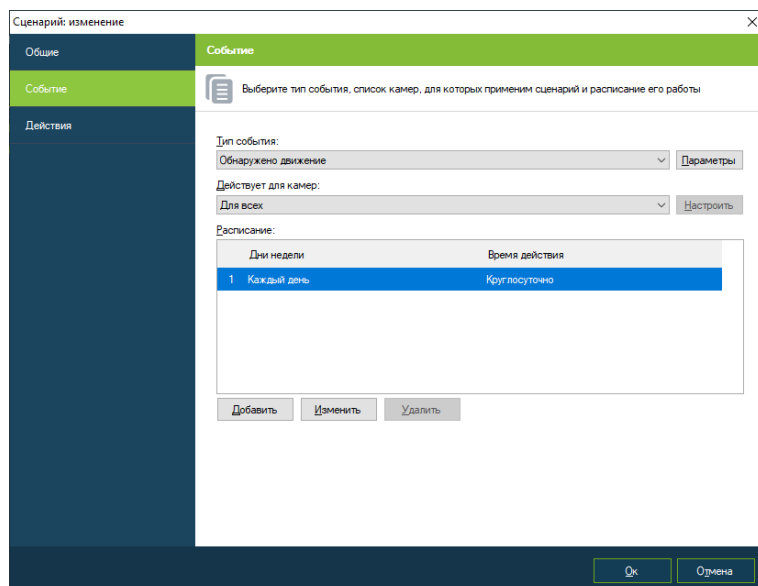 Сценарий: изменение
Общие
Событие
Действия
Событие
Выберите тип события, список камер, для которых применим сценарий и расписание его работы
Тип события:
Обнаружено движение
Параметры
Действует для камер:
Для всех
Настроить
Расписание:
Дни недели Время действия
1 Каждый день Круглосуточно
Добавить Изменить Удалить
Ок Отмена